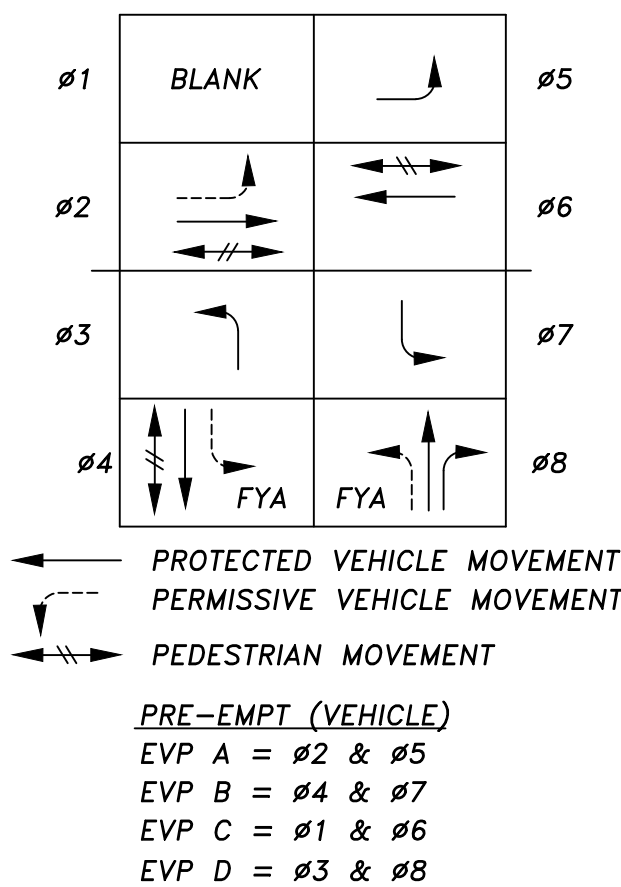 ø1 BLANK ø5
ø2 ø6
ø3 ø7
ø4 FYA FYA ø8
PROTECTED VEHICLE MOVEMENT
PERMISSIVE VEHICLE MOVEMENT
PEDESTRIAN MOVEMENT
PRE-EMPT (VEHICLE)
EVP A = ø2 & ø5
EVP B = ø4 & ø7
EVP C = ø1 & ø6
EVP D = ø3 & ø8